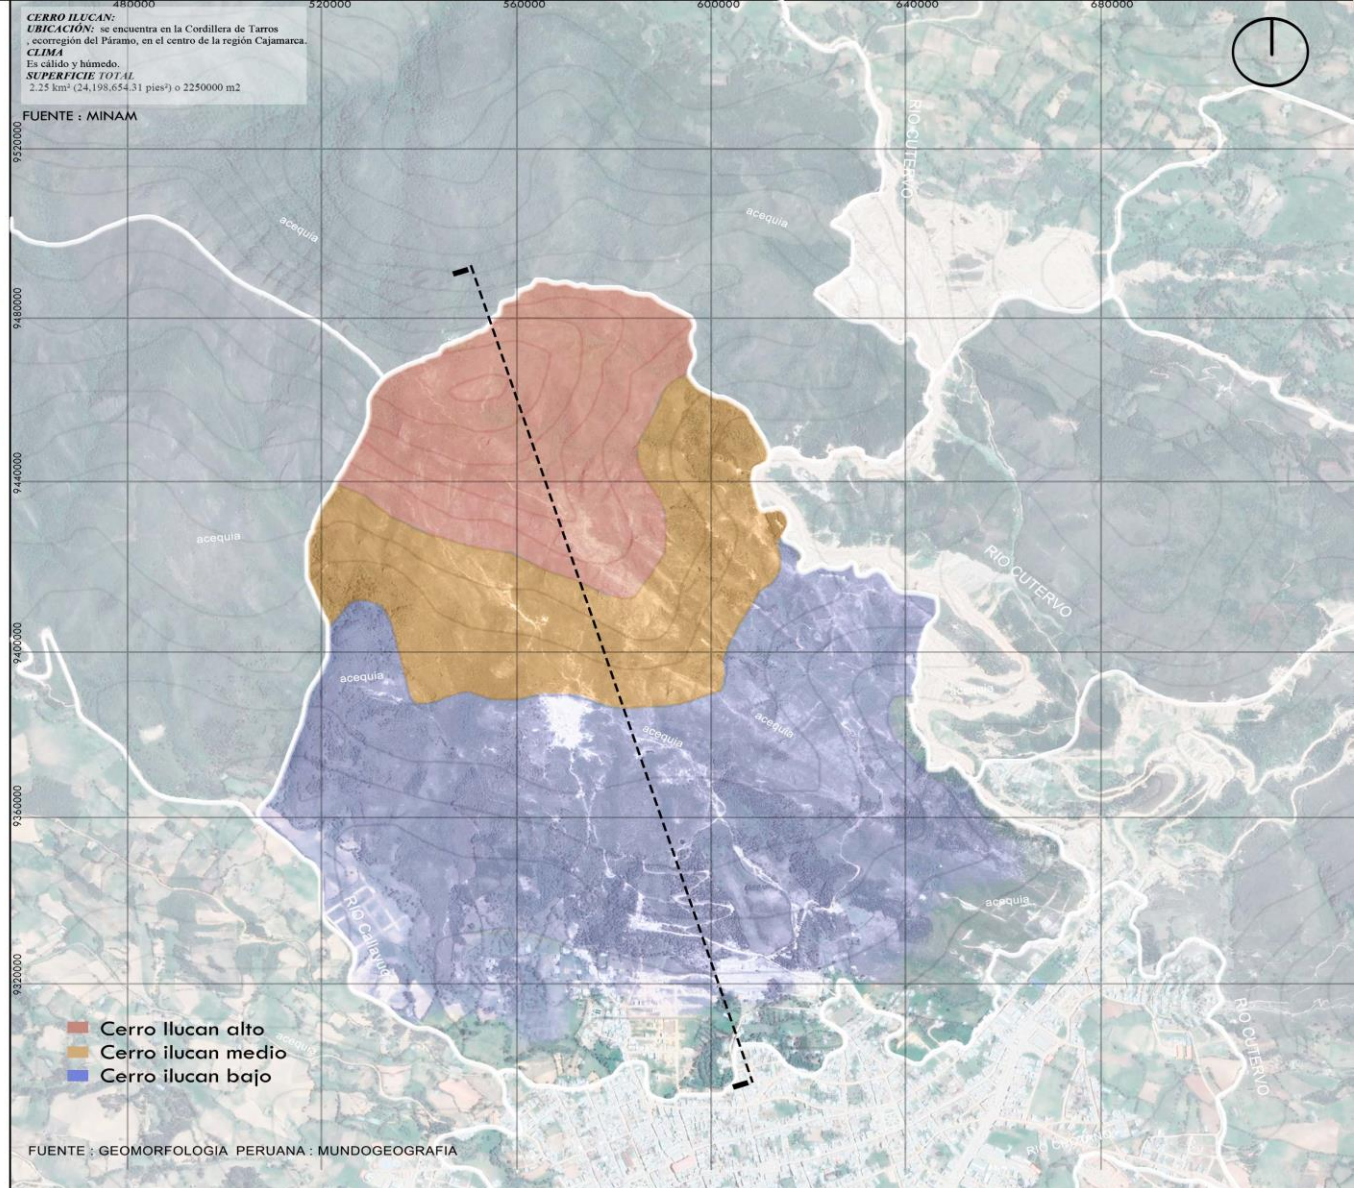 480000 520000 560000 600000 640000 680000
CERRO ILUCAN:
UBICACIÓN: se encuentra en la Cordillera de Tarros
, ecorregión del Páramo, en el centro de la región Cajamarca.
CLIMA
Es cálido y húmedo.
SUPERFICIE TOTAL
2.25 km² (24,198,654.31 pies²) o 2250000 m2
FUENTE : MINAM
9520000
RIO CUTERVO
acequia
acequia
9480000
9440000
acequia
RIO CUTERVO
9400000
acequia
acequia
acequia
acequia
9360000
acequia
RIO Callayuc
9320000
RIO CUTERVO
Cerro Ilucan alto
acequia
Cerro ilucan medio
Cerro ilucan bajo
FUENTE : GEOMORFOLOGIA PERUANA : MUNDOGEOGRAFIA